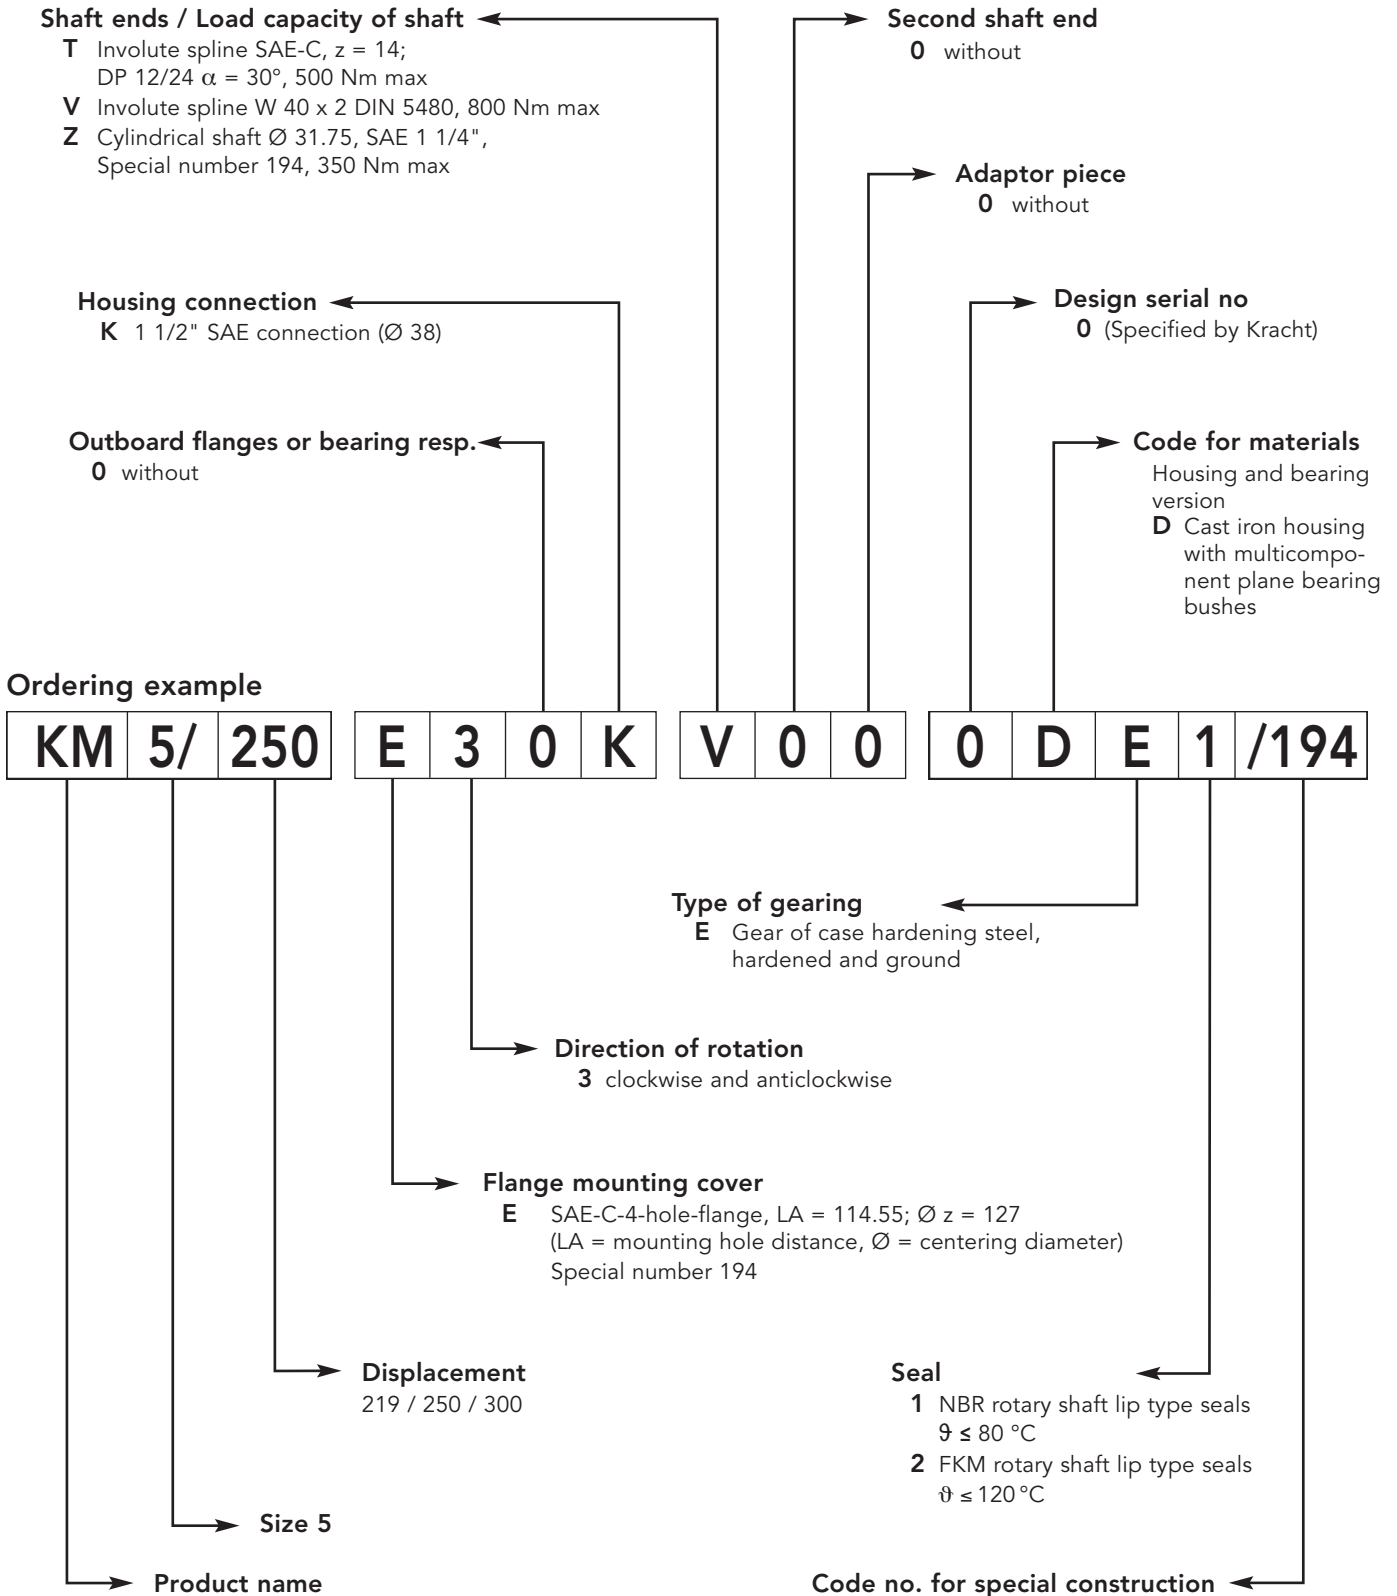 Shaft ends / Load capacity of shaft
T Involute spline SAE-C, z = 14;
DP 12/24 α = 30°, 500 Nm max
V Involute spline W 40 x 2 DIN 5480, 800 Nm max
Z Cylindrical shaft Ø 31.75, SAE 1 1/4",
Special number 194, 350 Nm max
Second shaft end
0 without
Adaptor piece
0 without
Housing connection
K 1 1/2" SAE connection (Ø 38)
Design serial no
0 (Specified by Kracht)
Outboard flanges or bearing resp.
0 without
Code for materials
Housing and bearing
version
D Cast iron housing
with multicompo-
nent plane bearing
bushes
Ordering example
KM 5/ 250 E 3 0 K V 0 0 0 D E 1 /194
Type of gearing
E Gear of case hardening steel,
hardened and ground
Direction of rotation
3 clockwise and anticlockwise
Flange mounting cover
E SAE-C-4-hole-flange, LA = 114.55; Ø z = 127
(LA = mounting hole distance, Ø = centering diameter)
Special number 194
Displacement
219 / 250 / 300
Seal
1 NBR rotary shaft lip type seals
ϑ ≤ 80 °C
2 FKM rotary shaft lip type seals
ϑ ≤ 120 °C
Size 5
Product name
Code no. for special construction